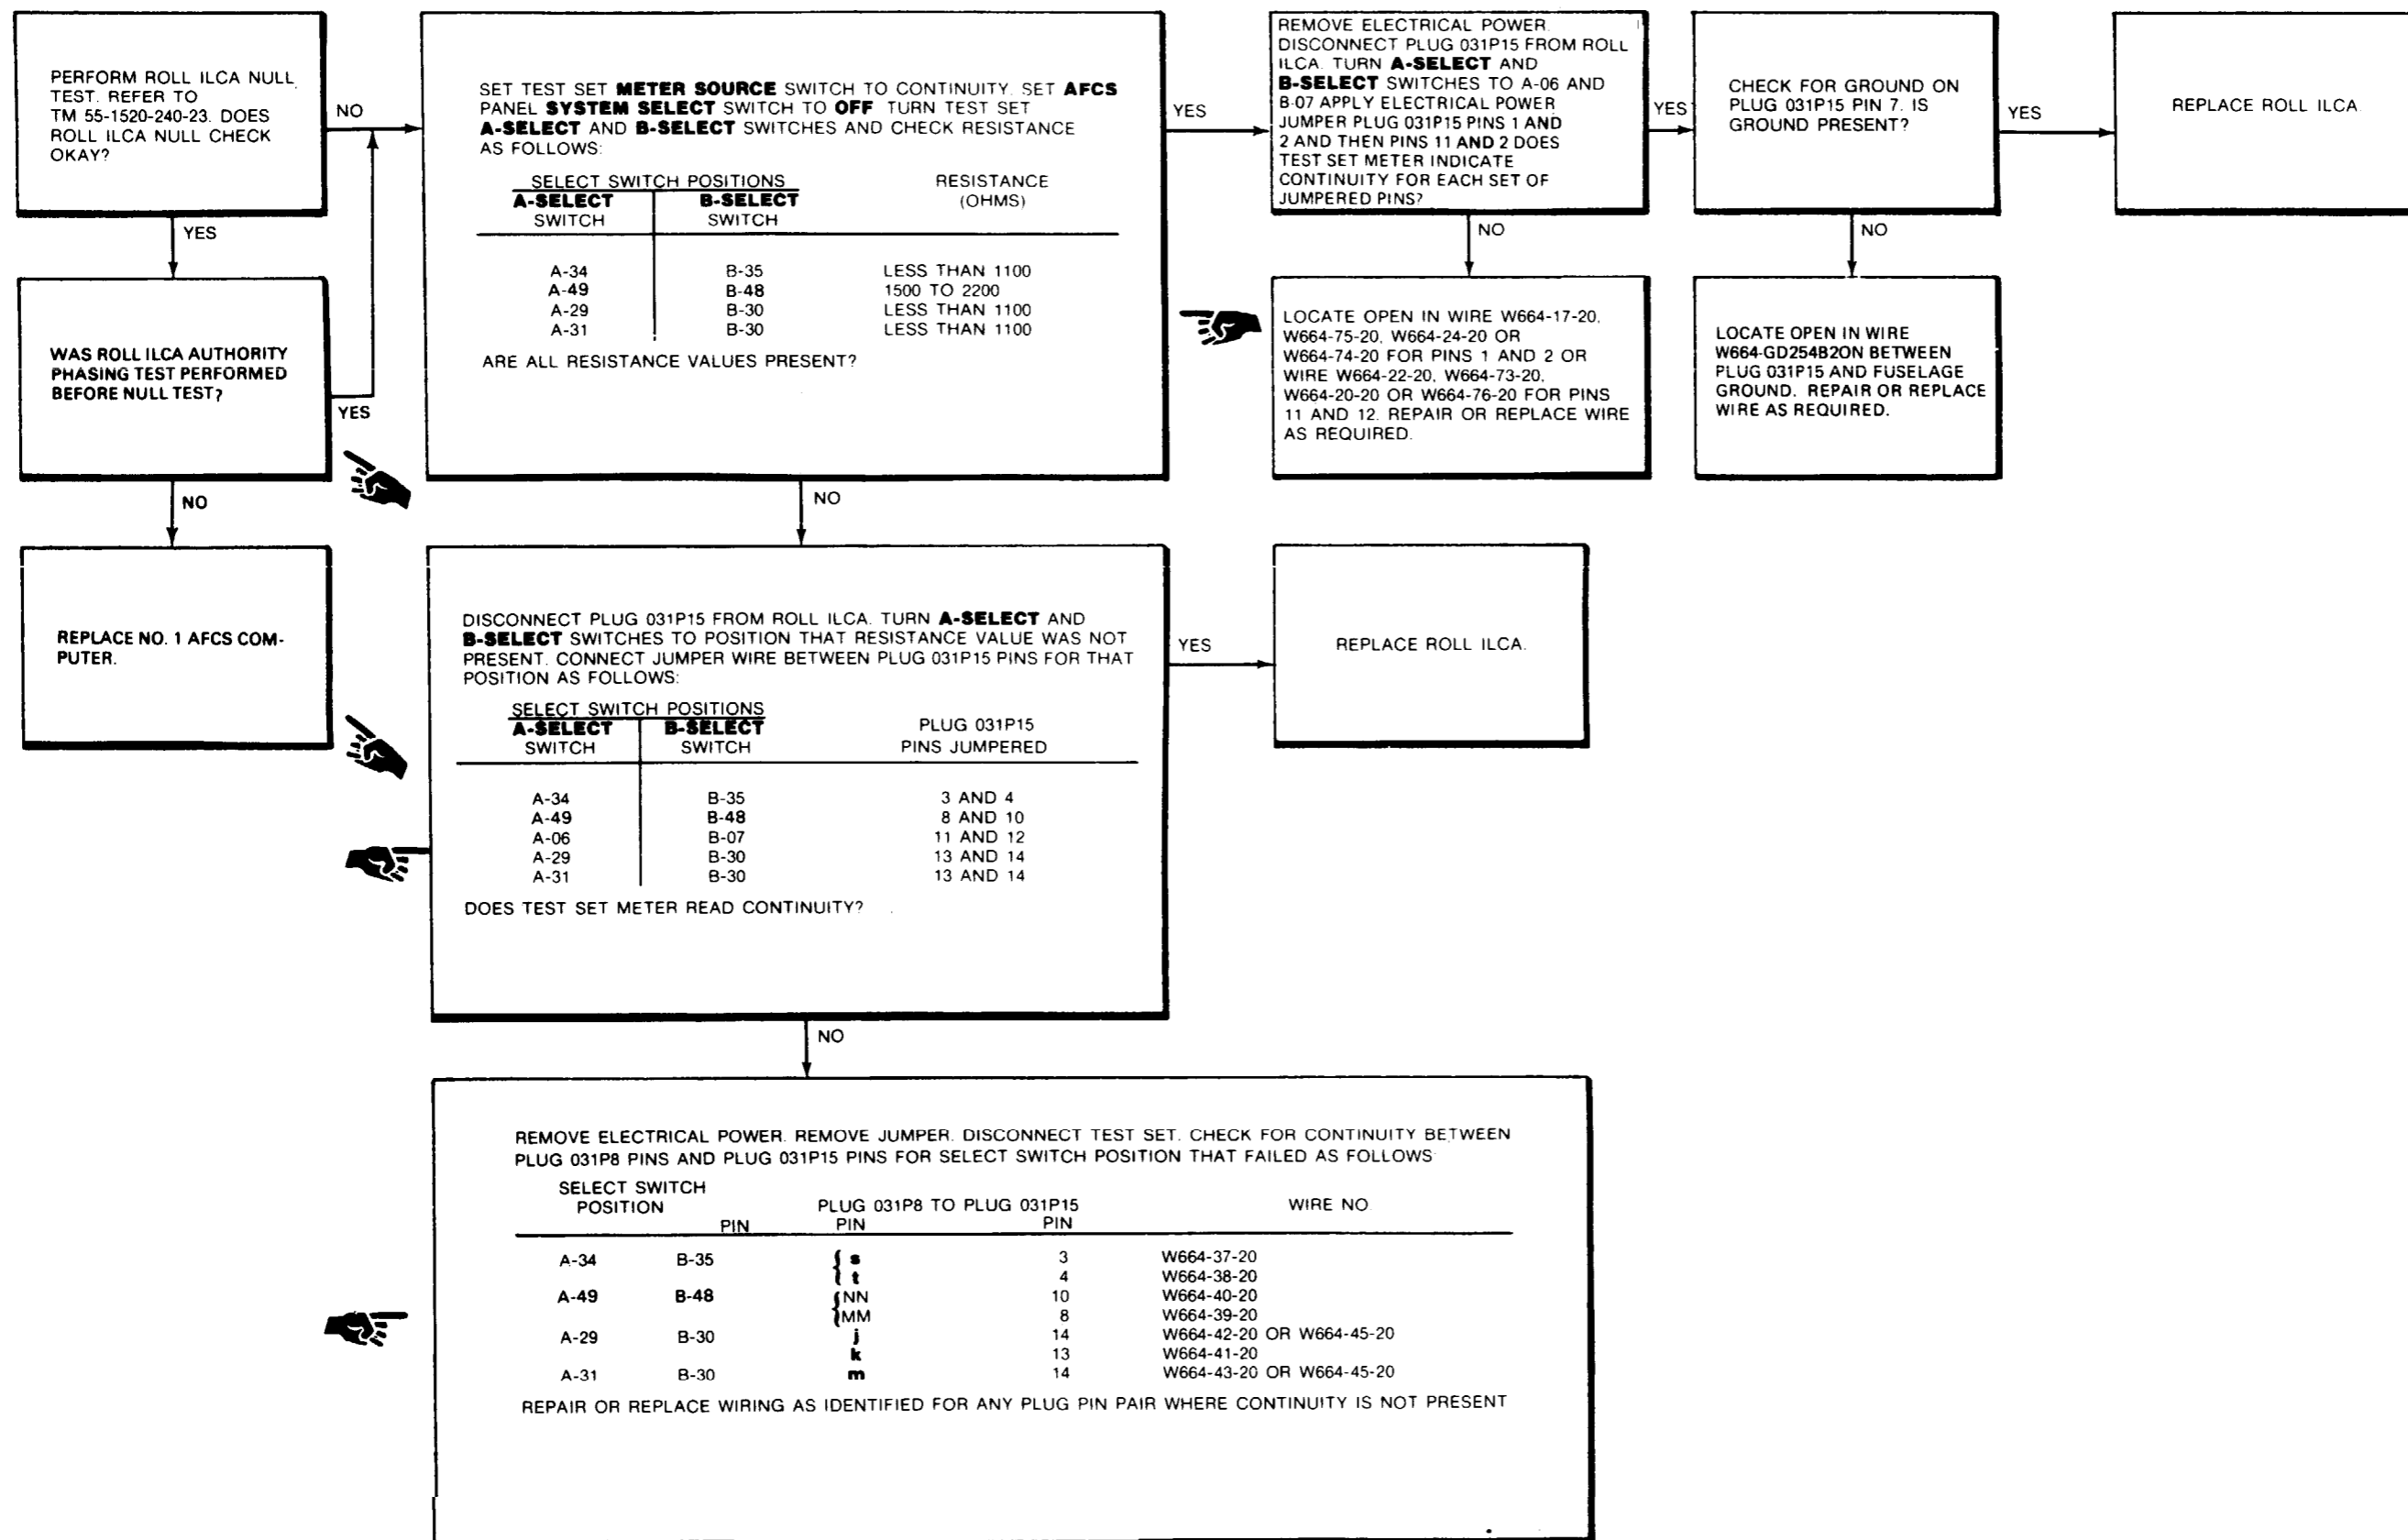 PERFORM ROLL ILCA NULL
TEST. REFER TO
TM 55-1520-240-23. DOES
ROLL ILCA NULL CHECK
OKAY?
NO
YES
WAS ROLL ILCA AUTHORITY
PHASING TEST PERFORMED
BEFORE NULL TEST?
YES
NO
REPLACE NO. 1 AFCS COM-
PUTER.
SET TEST SET METER SOURCE SWITCH TO CONTINUITY. SET AFCS
PANEL SYSTEM SELECT SWITCH TO OFF TURN TEST SET
A-SELECT AND B-SELECT SWITCHES AND CHECK RESISTANCE
AS FOLLOWS:
SELECT SWITCH POSITIONS RESISTANCE
A-SELECT B-SELECT (OHMS)
SWITCH SWITCH
A-34 B-35 LESS THAN 1100
A-49 B-48 1500 TO 2200
A-29 B-30 LESS THAN 1100
A-31 B-30 LESS THAN 1100
ARE ALL RESISTANCE VALUES PRESENT?
YES
NO
REMOVE ELECTRICAL POWER.
DISCONNECT PLUG 031P15 FROM ROLL
ILCA. TURN A-SELECT AND
B-SELECT SWITCHES TO A-06 AND
B-07 APPLY ELECTRICAL POWER
JUMPER PLUG 031P15 PINS 1 AND
2 AND THEN PINS 11 AND 2 DOES
TEST SET METER INDICATE
CONTINUITY FOR EACH SET OF
JUMPERED PINS?
YES
NO
LOCATE OPEN IN WIRE W664-17-20,
W664-75-20, W664-24-20 OR
W664-74-20 FOR PINS 1 AND 2 OR
WIRE W664-22-20, W664-73-20,
W664-20-20 OR W664-76-20 FOR PINS
11 AND 12. REPAIR OR REPLACE WIRE
AS REQUIRED.
CHECK FOR GROUND ON
PLUG 031P15 PIN 7. IS
GROUND PRESENT?
YES
NO
REPLACE ROLL ILCA.
LOCATE OPEN IN WIRE
W664-GD254B2ON BETWEEN
PLUG 031P15 AND FUSELAGE
GROUND. REPAIR OR REPLACE
WIRE AS REQUIRED.
DISCONNECT PLUG 031P15 FROM ROLL ILCA. TURN A-SELECT AND
B-SELECT SWITCHES TO POSITION THAT RESISTANCE VALUE WAS NOT
PRESENT. CONNECT JUMPER WIRE BETWEEN PLUG 031P15 PINS FOR THAT
POSITION AS FOLLOWS:
SELECT SWITCH POSITIONS
A-SELECT B-SELECT PLUG 031P15
SWITCH SWITCH PINS JUMPERED
A-34 B-35 3 AND 4
A-49 B-48 8 AND 10
A-06 B-07 11 AND 12
A-29 B-30 13 AND 14
A-31 B-30 13 AND 14
DOES TEST SET METER READ CONTINUITY?
YES
REPLACE ROLL ILCA.
NO
REMOVE ELECTRICAL POWER. REMOVE JUMPER. DISCONNECT TEST SET. CHECK FOR CONTINUITY BETWEEN
PLUG 031P8 PINS AND PLUG 031P15 PINS FOR SELECT SWITCH POSITION THAT FAILED AS FOLLOWS:
SELECT SWITCH
POSITION PLUG 031P8 TO PLUG 031P15 WIRE NO.
PIN PIN PIN
A-34 B-35 { s 3 W664-37-20
{ t 4 W664-38-20
A-49 B-48 { NN 10 W664-40-20
{ MM 8 W664-39-20
A-29 B-30 j 14 W664-42-20 OR W664-45-20
k 13 W664-41-20
A-31 B-30 m 14 W664-43-20 OR W664-45-20
REPAIR OR REPLACE WIRING AS IDENTIFIED FOR ANY PLUG PIN PAIR WHERE CONTINUITY IS NOT PRESENT